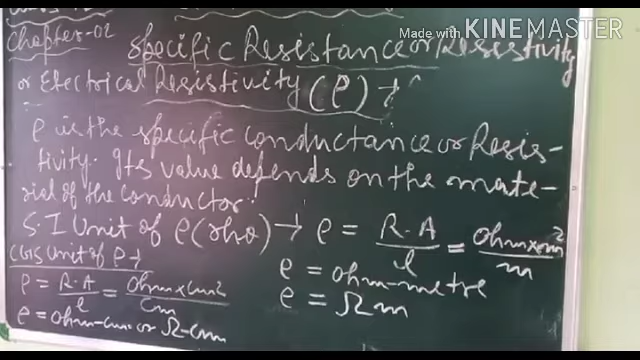 Made with KINEMASTER
Chapter-02
Specific Resistance or Resistivity
or Electrical Resistivity (ρ) →
ρ is the specific conductance or Resis-
tivity. Its value depends on the mate-
rial of the conductor.
S.I Unit of ρ (rho) → ρ = R.A / l = ohm x m² / m
ρ = ohm-metre
ρ = Ωm
CGS Unit of ρ →
ρ = R.A / l = ohm x cm² / cm
ρ = ohm-cm or Ω-cm